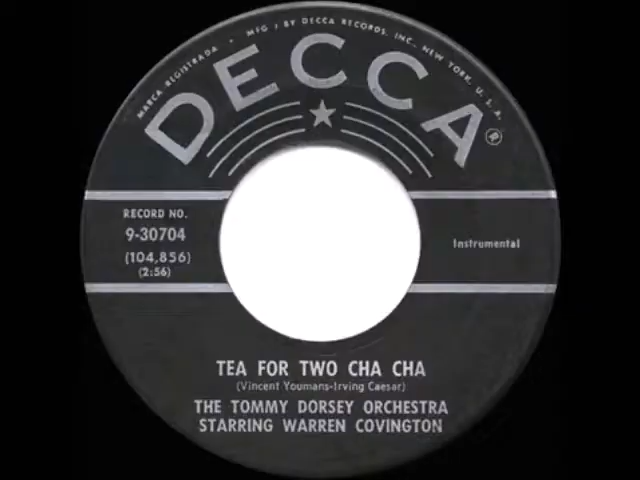 MARCA REGISTRADA • MFG'D BY DECCA RECORDS, INC., NEW YORK, U.S.A.
DECCA®
RECORD NO.
9-30704
(104,856)
(2:56)
Instrumental
TEA FOR TWO CHA CHA
(Vincent Youmans-Irving Caesar)
THE TOMMY DORSEY ORCHESTRA
STARRING WARREN COVINGTON